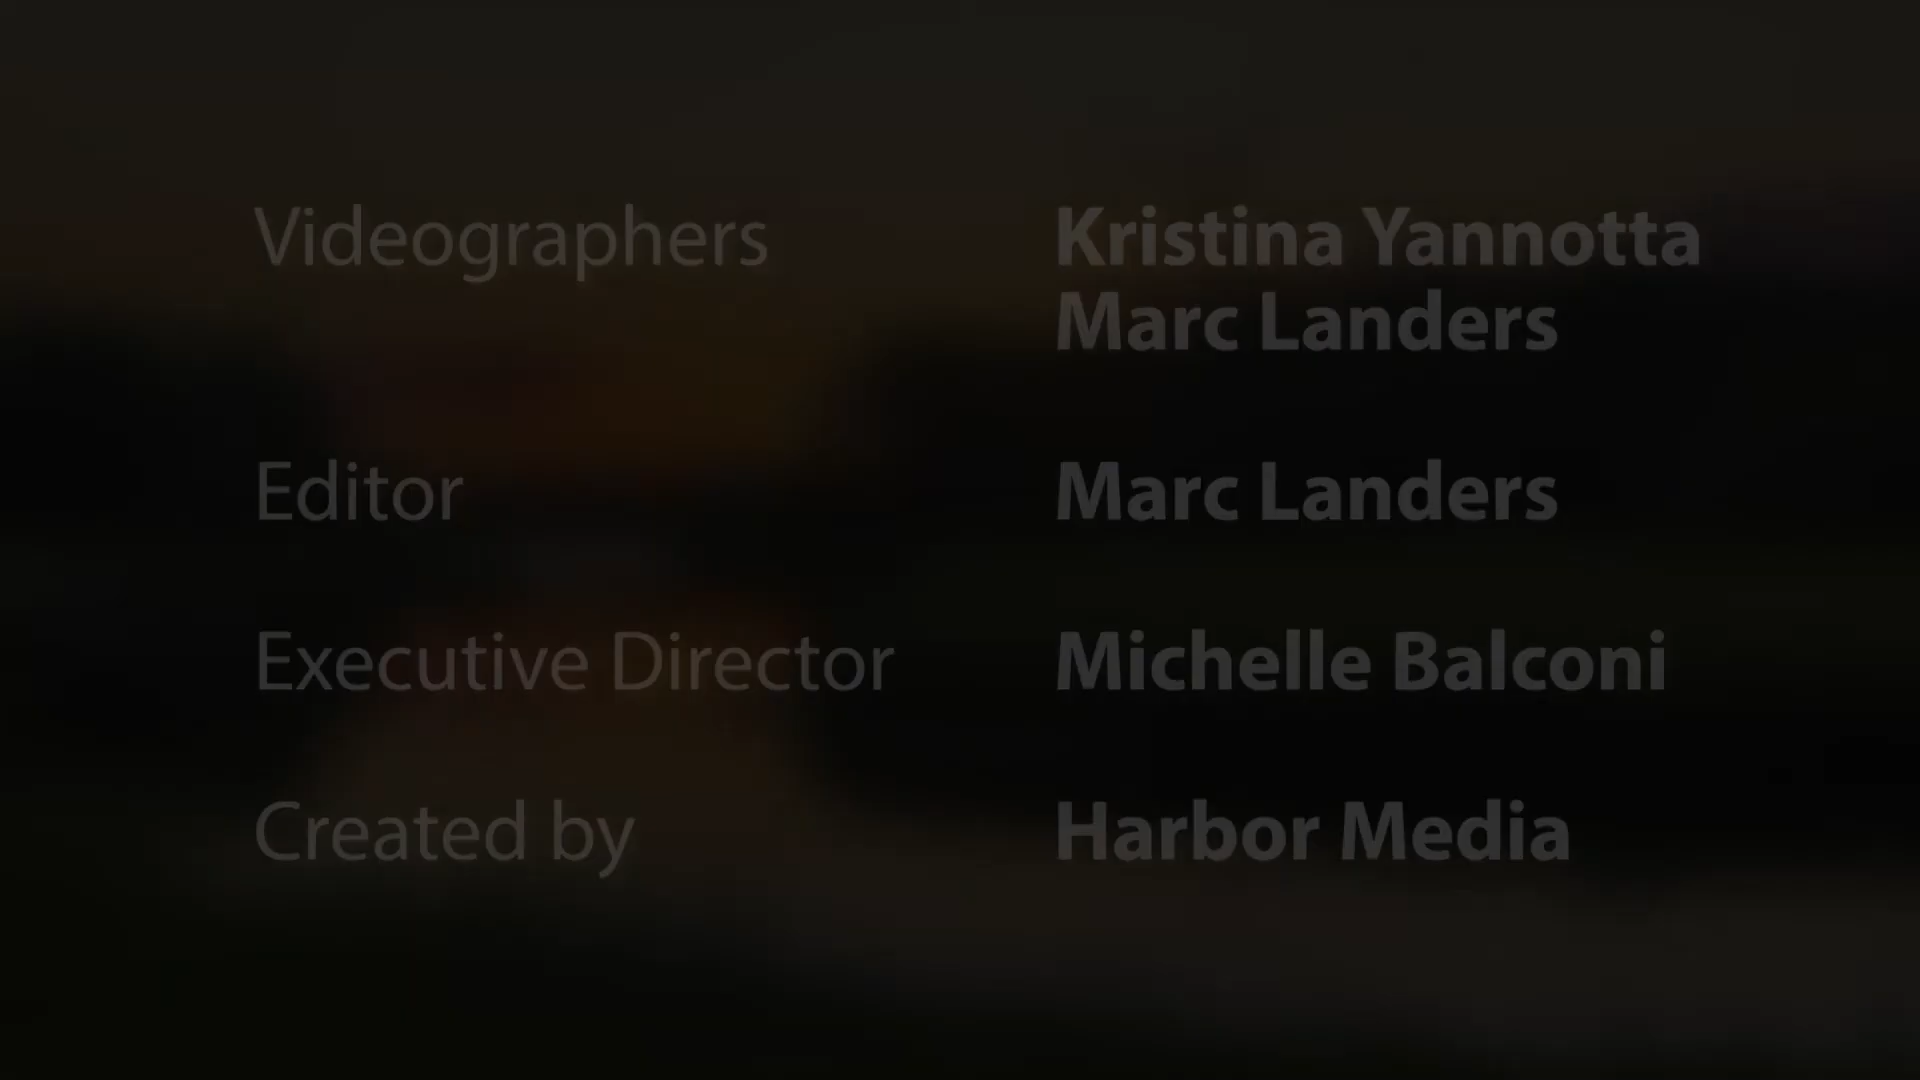 Videographers Kristina Yannotta
Marc Landers
Editor Marc Landers
Executive Director Michelle Balconi
Created by Harbor Media